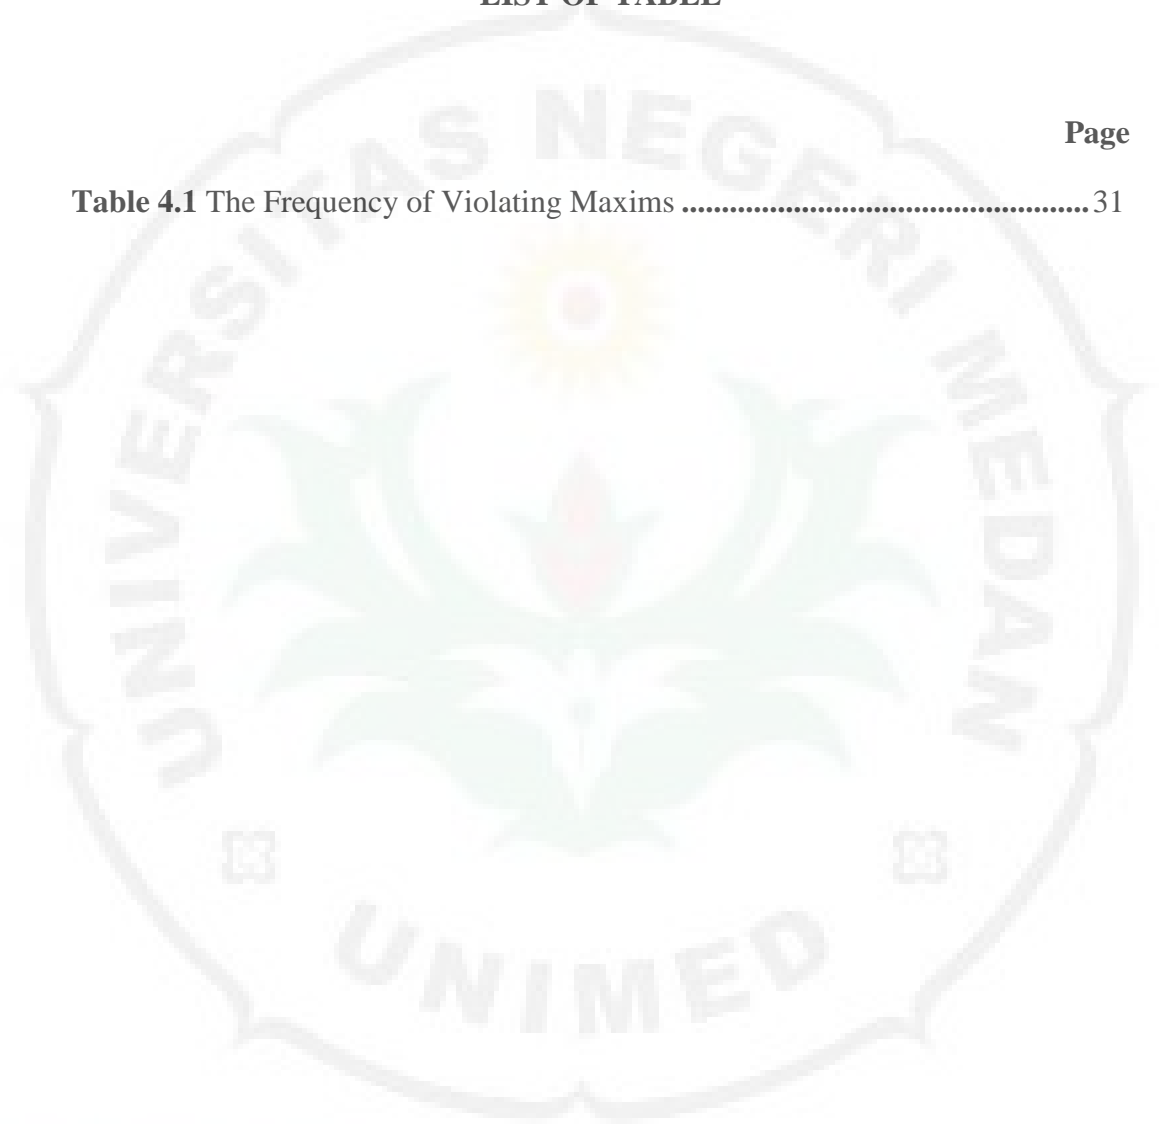 LIST OF TABLE
Page
Table 4.1 The Frequency of Violating Maxims ................................................... 31
UNIVERSITAS NEGERI MEDAN
UNIMED